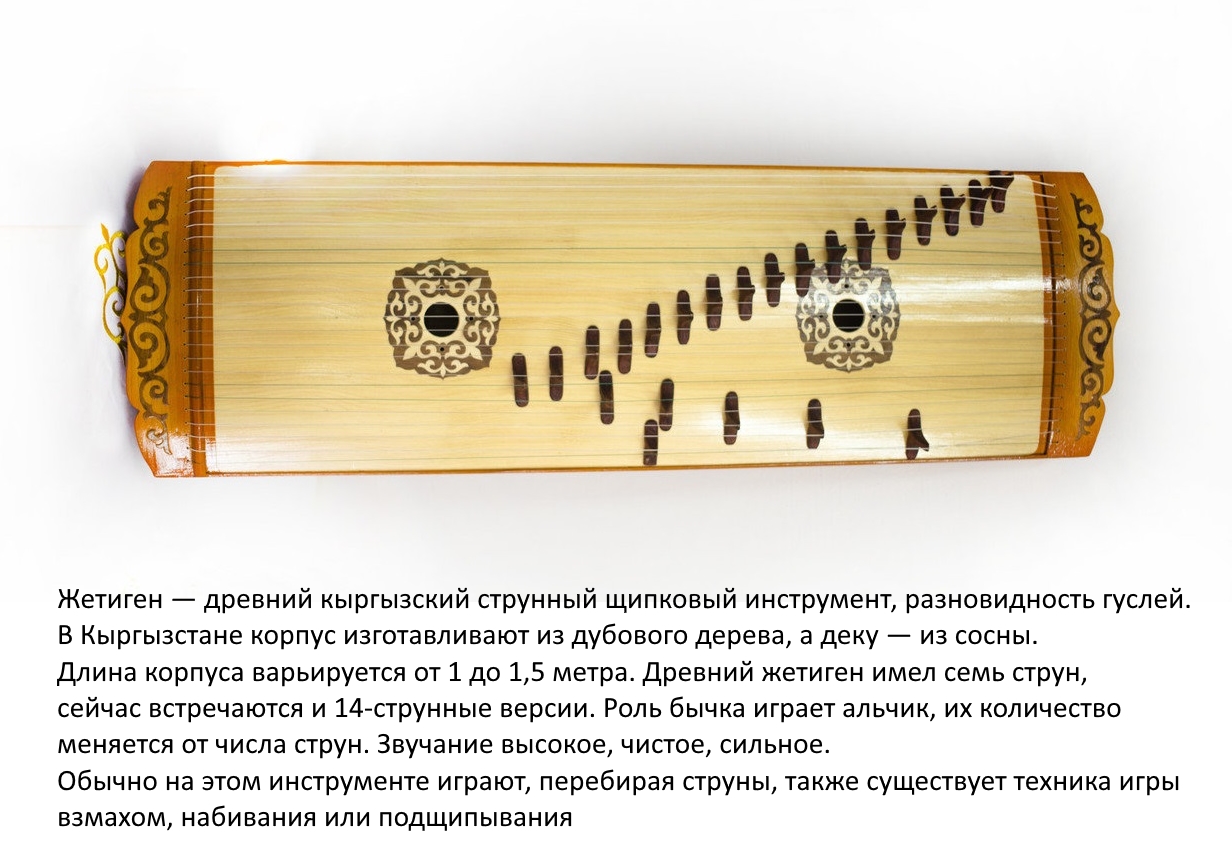 Жетиген — древний кыргызский струнный щипковый инструмент, разновидность гуслей.
В Кыргызстане корпус изготавливают из дубового дерева, а деку — из сосны.
Длина корпуса варьируется от 1 до 1,5 метра. Древний жетиген имел семь струн,
сейчас встречаются и 14-струнные версии. Роль бычка играет альчик, их количество
меняется от числа струн. Звучание высокое, чистое, сильное.
Обычно на этом инструменте играют, перебирая струны, также существует техника игры
взмахом, набивания или подщипывания